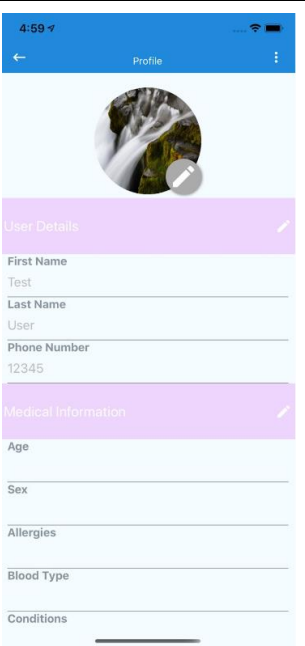 4:59
Profile
User Details
First Name
Test
Last Name
User
Phone Number
12345
Medical Information
Age
Sex
Allergies
Blood Type
Conditions